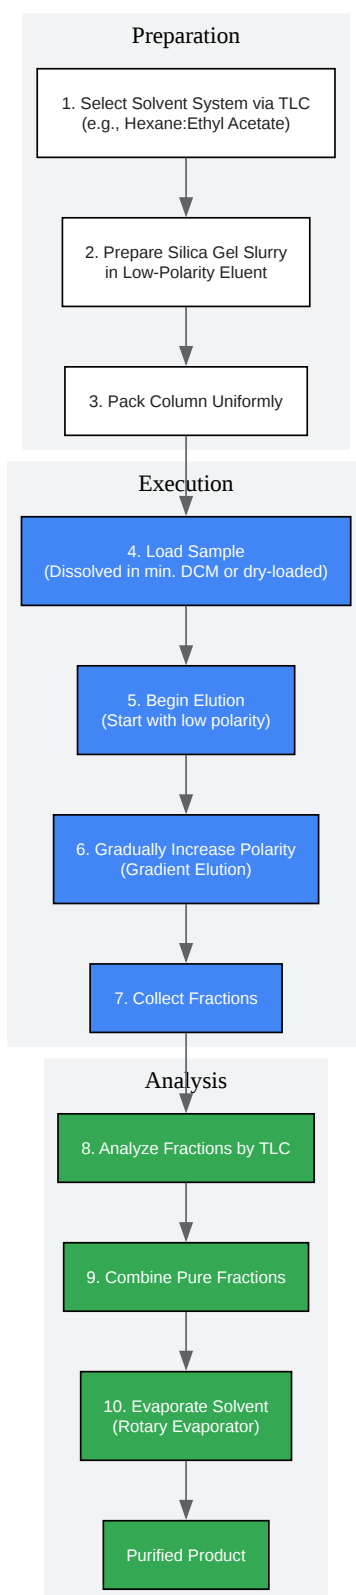 Preparation
1. Select Solvent System via TLC
(e.g., Hexane:Ethyl Acetate)
2. Prepare Silica Gel Slurry
in Low-Polarity Eluent
3. Pack Column Uniformly
Execution
4. Load Sample
(Dissolved in min. DCM or dry-loaded)
5. Begin Elution
(Start with low polarity)
6. Gradually Increase Polarity
(Gradient Elution)
7. Collect Fractions
Analysis
8. Analyze Fractions by TLC
9. Combine Pure Fractions
10. Evaporate Solvent
(Rotary Evaporator)
Purified Product